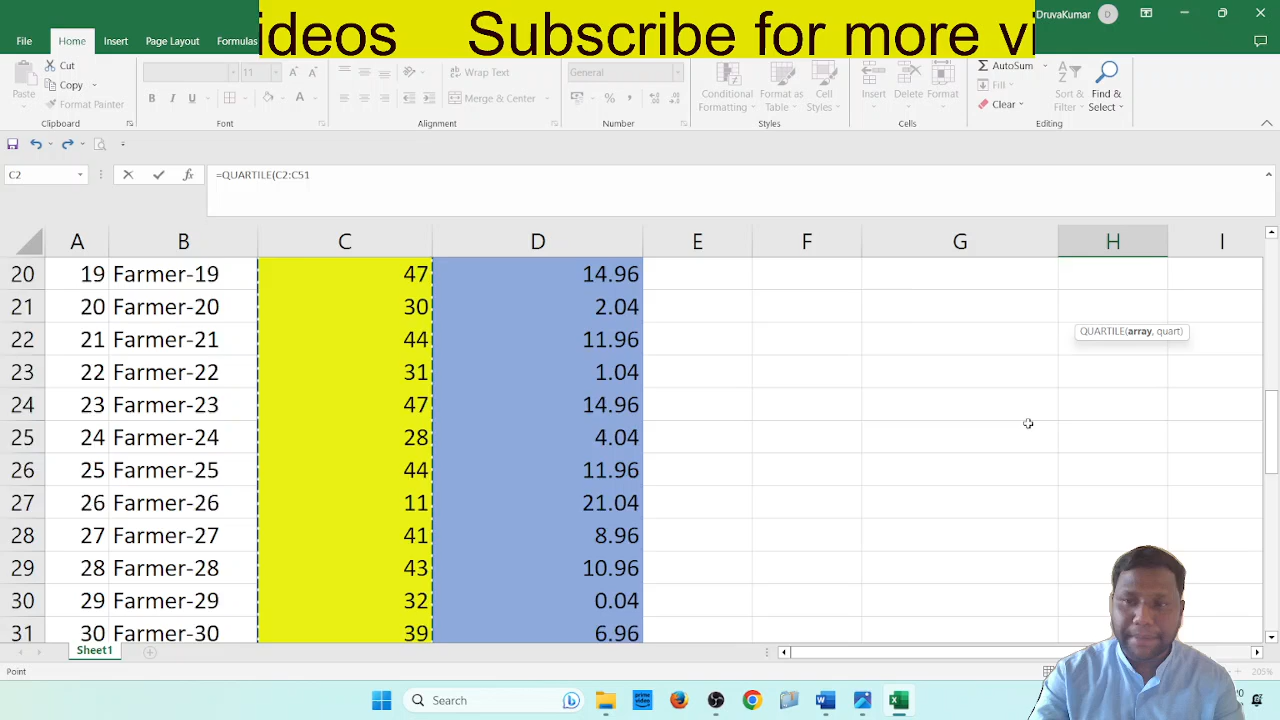 ideos Subscribe for more vi
DruvaKumar D
File Home Insert Page Layout Formulas
Paste Cut Copy Format Painter
Clipboard
B I U A
Font
Wrap Text
Merge & Center
Alignment
General
%
Number
Conditional Formatting Format as Table Cell Styles
Styles
Insert Delete Format
Cells
AutoSum
Fill
Clear
Sort & Filter Find & Select
Editing
C2 fx =QUARTILE(C2:C51
A B C D E F G H I
20 19 Farmer-19 47 14.96
21 20 Farmer-20 30 2.04
22 21 Farmer-21 44 11.96
QUARTILE(array, quart)
23 22 Farmer-22 31 1.04
24 23 Farmer-23 47 14.96
25 24 Farmer-24 28 4.04
26 25 Farmer-25 44 11.96
27 26 Farmer-26 11 21.04
28 27 Farmer-27 41 8.96
29 28 Farmer-28 43 10.96
30 29 Farmer-29 32 0.04
31 30 Farmer-30 39 6.96
Sheet1
Point 205%
Search